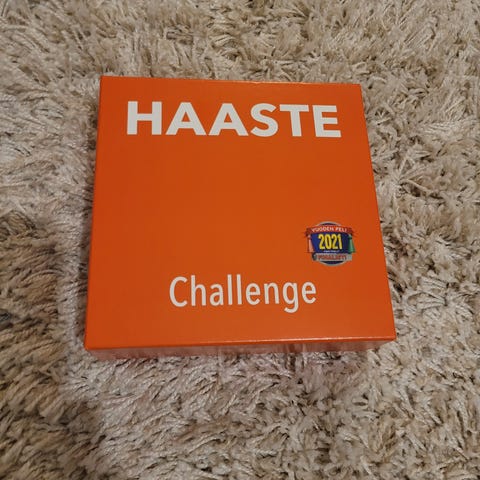 HAASTE
VUODEN PELI
2021
FINALISTI
Challenge